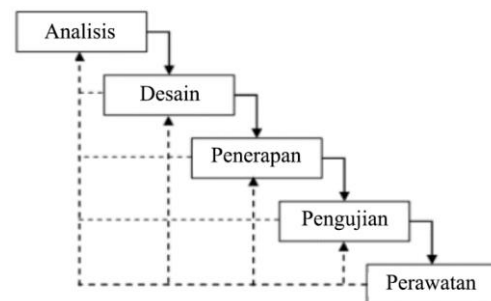 Analisis
Desain
Penerapan
Pengujian
Perawatan